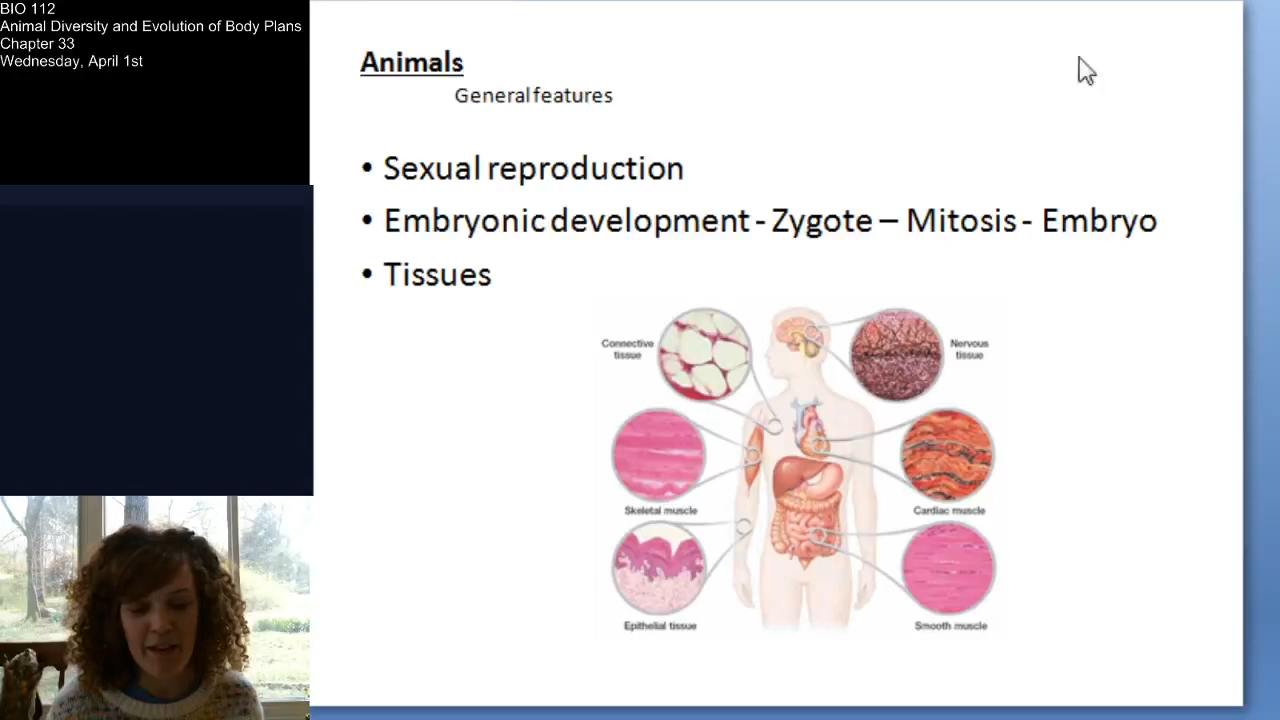 BIO 112
Animal Diversity and Evolution of Body Plans
Chapter 33
Wednesday, April 1st
Animals
General features
• Sexual reproduction
• Embryonic development - Zygote – Mitosis - Embryo
• Tissues
Connective
tissue
Nervous
tissue
Skeletal muscle
Cardiac muscle
Epithelial tissue
Smooth muscle